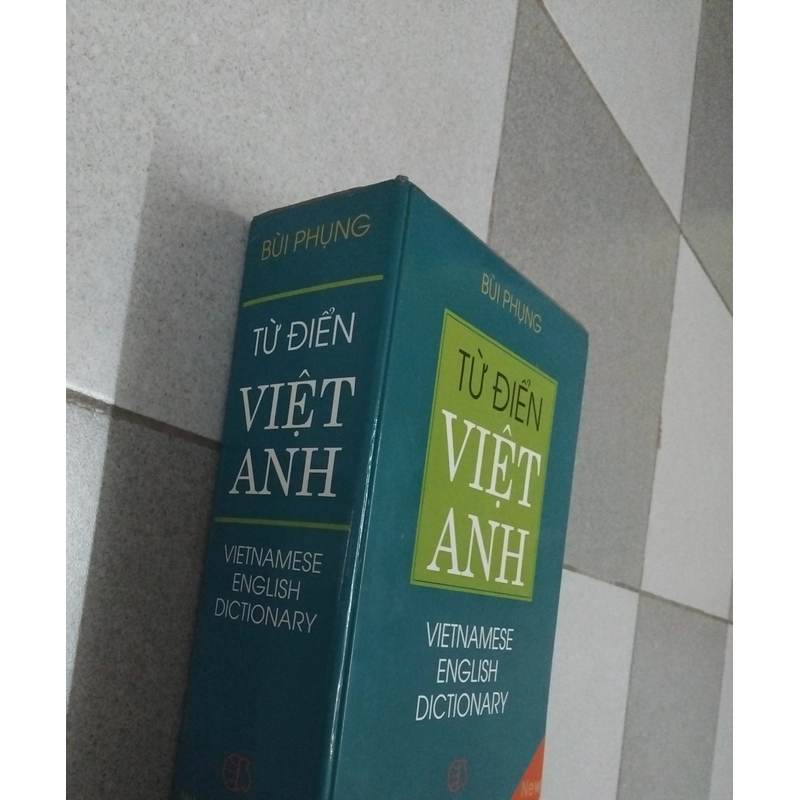 BÙI PHỤNG
TỪ ĐIỂN
VIỆT
ANH
VIETNAMESE
ENGLISH
DICTIONARY
BÙI PHỤNG
TỪ ĐIỂN
VIỆT
ANH
VIETNAMESE
ENGLISH
DICTIONARY
New